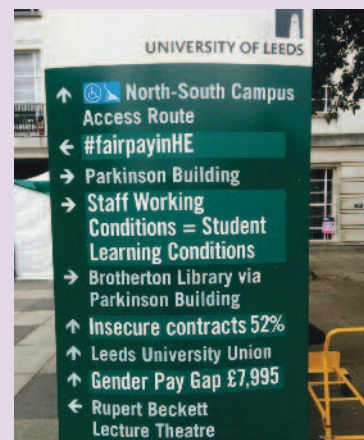 UNIVERSITY OF LEEDS
↑ North-South Campus
Access Route
← #fairpayinHE
→ Parkinson Building
→ Staff Working
Conditions = Student
Learning Conditions
→ Brotherton Library via
Parkinson Building
↑ Insecure contracts 52%
↑ Leeds University Union
↑ Gender Pay Gap £7,995
← Rupert Beckett
Lecture Theatre